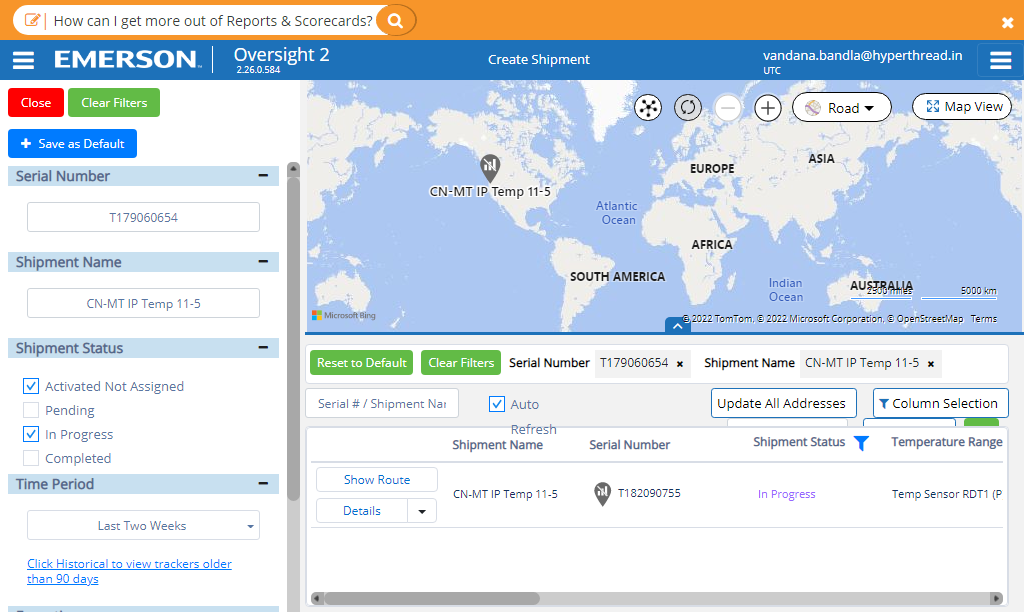 How can I get more out of Reports & Scorecards?
EMERSON
Oversight 2
2.26.0.584
Create Shipment
vandana.bandla@hyperthread.in
UTC
Close
Clear Filters
Save as Default
Serial Number
T179060654
Shipment Name
CN-MT IP Temp 11-5
Shipment Status
Activated Not Assigned
Pending
In Progress
Completed
Time Period
Last Two Weeks
Click Historical to view trackers older
than 90 days
Road
Map View
CN-MT IP Temp 11-5
EUROPE
ASIA
Atlantic
Ocean
AFRICA
SOUTH AMERICA
Indian
Ocean
AUSTRALIA
2500 miles
5000 km
Microsoft Bing
© 2022 TomTom, © 2022 Microsoft Corporation, © OpenStreetMap Terms
Reset to Default
Clear Filters
Serial Number
T179060654 ×
Shipment Name
CN-MT IP Temp 11-5 ×
Serial # / Shipment Nar
Auto
Refresh
Update All Addresses
Column Selection
Shipment Name
Serial Number
Shipment Status
Temperature Range
Show Route
Details
CN-MT IP Temp 11-5
T182090755
In Progress
Temp Sensor RDT1 (P